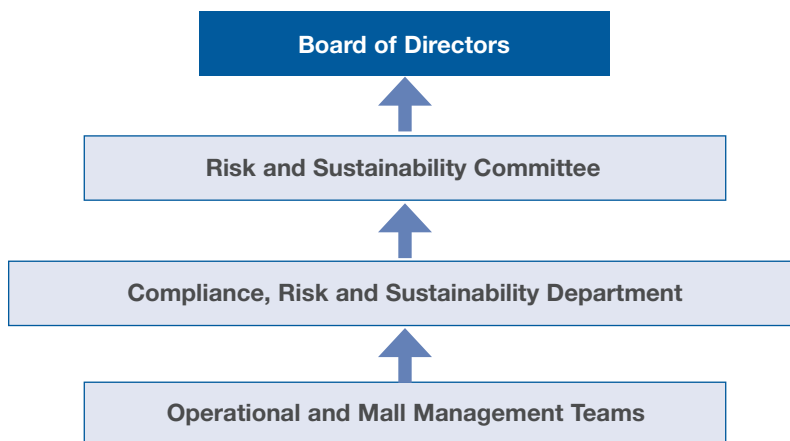 Board of Directors
Risk and Sustainability Committee
Compliance, Risk and Sustainability Department
Operational and Mall Management Teams